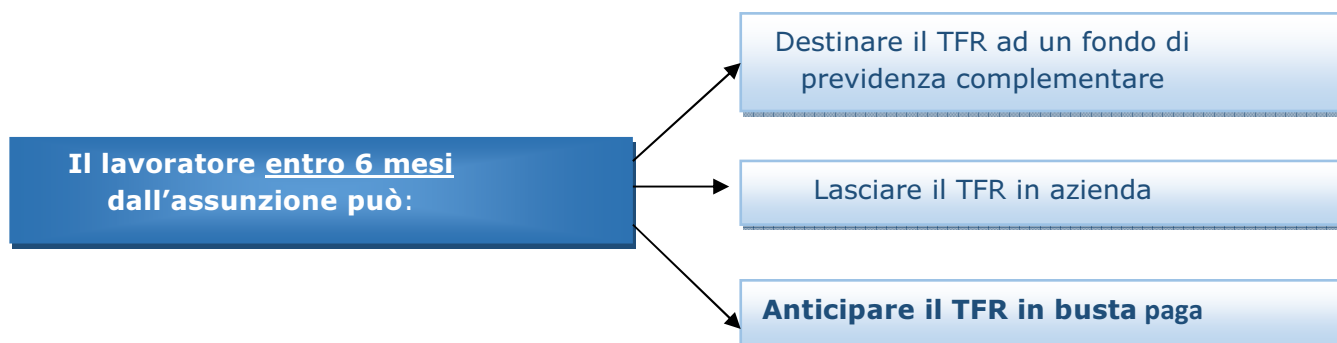 Il lavoratore entro 6 mesi
dall’assunzione può:
Destinare il TFR ad un fondo di
previdenza complementare
Lasciare il TFR in azienda
Anticipare il TFR in busta paga